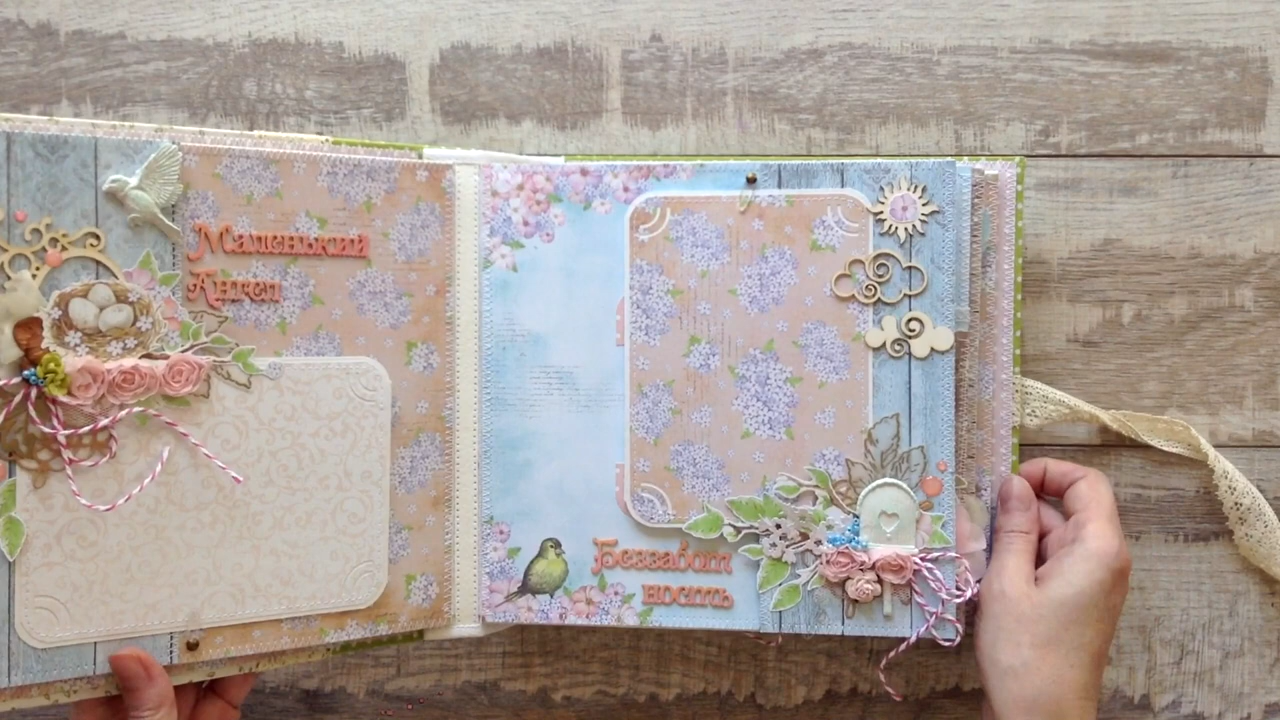 Маленький
Ангел
Беззабот
ность